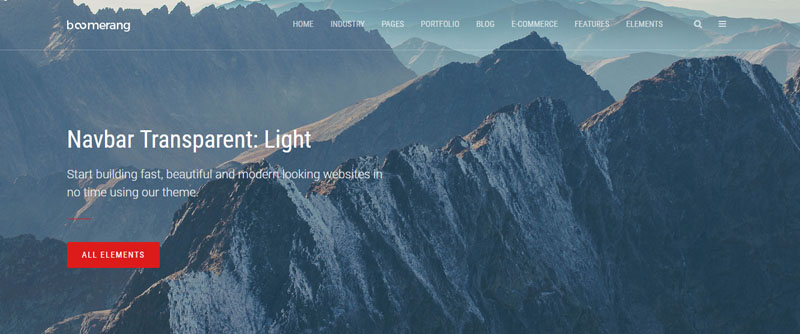 boomerang
HOME INDUSTRY PAGES PORTFOLIO BLOG E-COMMERCE FEATURES ELEMENTS
Navbar Transparent: Light
Start building fast, beautiful and modern looking websites in
no time using our theme.
ALL ELEMENTS